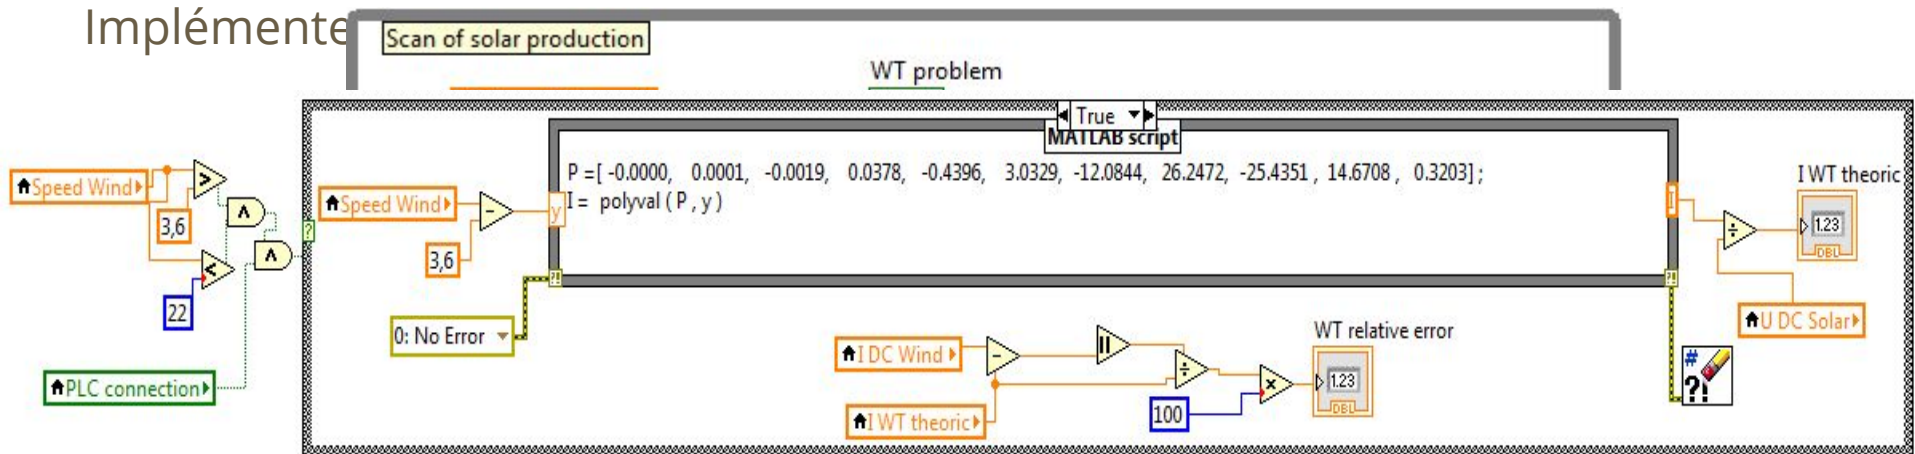 Implémente
Scan of solar production
WT problem
True
MATLAB script
P =[ -0.0000, 0.0001, -0.0019, 0.0378, -0.4396, 3.0329, -12.0844, 26.2472, -25.4351 , 14.6708 , 0.3203] ;
I = polyval ( P , y )
Speed Wind
3,6
22
PLC connection
?
Speed Wind
3,6
y
0: No Error
?!
I
?!
I WT theoric
1.23
DBL
U DC Solar
WT relative error
I DC Wind
I WT theoric
100
1.23
DBL
#
?!